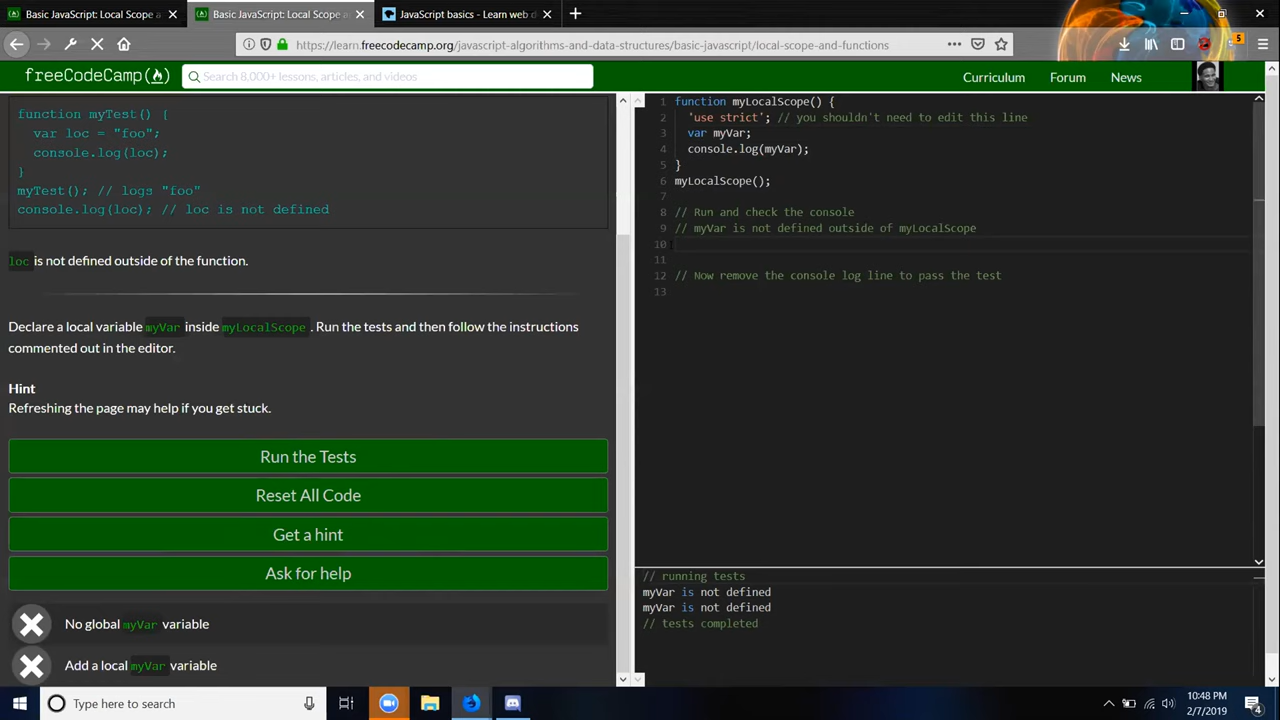 Basic JavaScript: Local Scope a
Basic JavaScript: Local Scope a
JavaScript basics - Learn web d
https://learn.freecodecamp.org/javascript-algorithms-and-data-structures/basic-javascript/local-scope-and-functions
5
freeCodeCamp
Search 8,000+ lessons, articles, and videos
Curriculum
Forum
News
function myTest() {
var loc = "foo";
console.log(loc);
}
myTest(); // logs "foo"
console.log(loc); // loc is not defined
loc is not defined outside of the function.
Declare a local variable myVar inside myLocalScope . Run the tests and then follow the instructions
commented out in the editor.
Hint
Refreshing the page may help if you get stuck.
Run the Tests
Reset All Code
Get a hint
Ask for help
No global myVar variable
Add a local myVar variable
1 function myLocalScope() {
2 'use strict'; // you shouldn't need to edit this line
3 var myVar;
4 console.log(myVar);
5 }
6 myLocalScope();
7
8 // Run and check the console
9 // myVar is not defined outside of myLocalScope
10
11
12 // Now remove the console log line to pass the test
13
// running tests
myVar is not defined
myVar is not defined
// tests completed
Type here to search
10:48 PM
2/7/2019
4